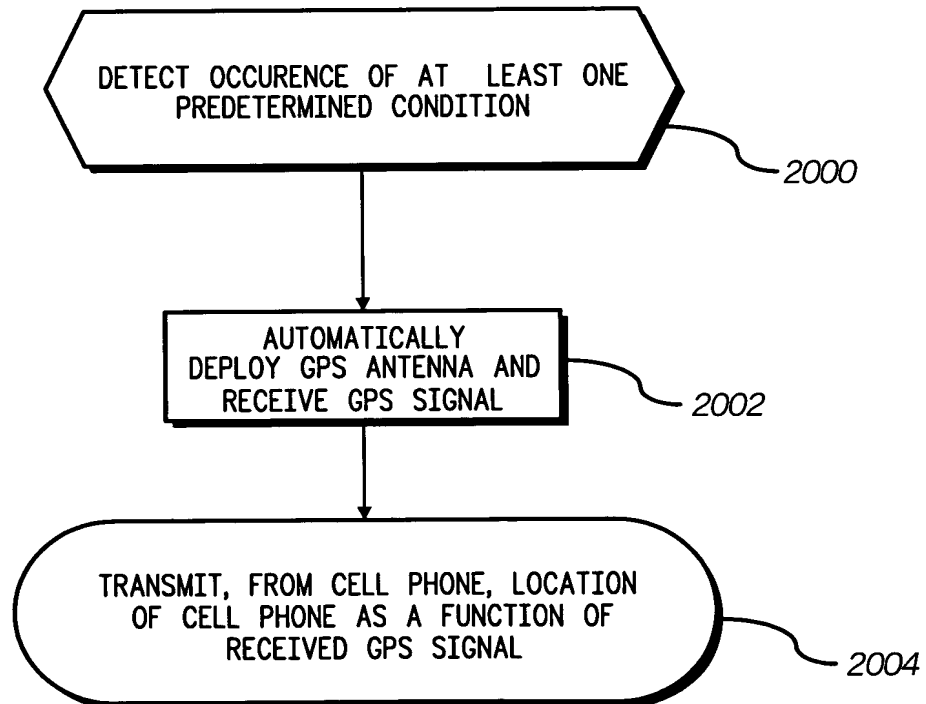 DETECT OCCURENCE OF AT LEAST ONE
PREDETERMINED CONDITION
2000
AUTOMATICALLY
DEPLOY GPS ANTENNA AND
RECEIVE GPS SIGNAL
2002
TRANSMIT, FROM CELL PHONE, LOCATION
OF CELL PHONE AS A FUNCTION OF
RECEIVED GPS SIGNAL
2004